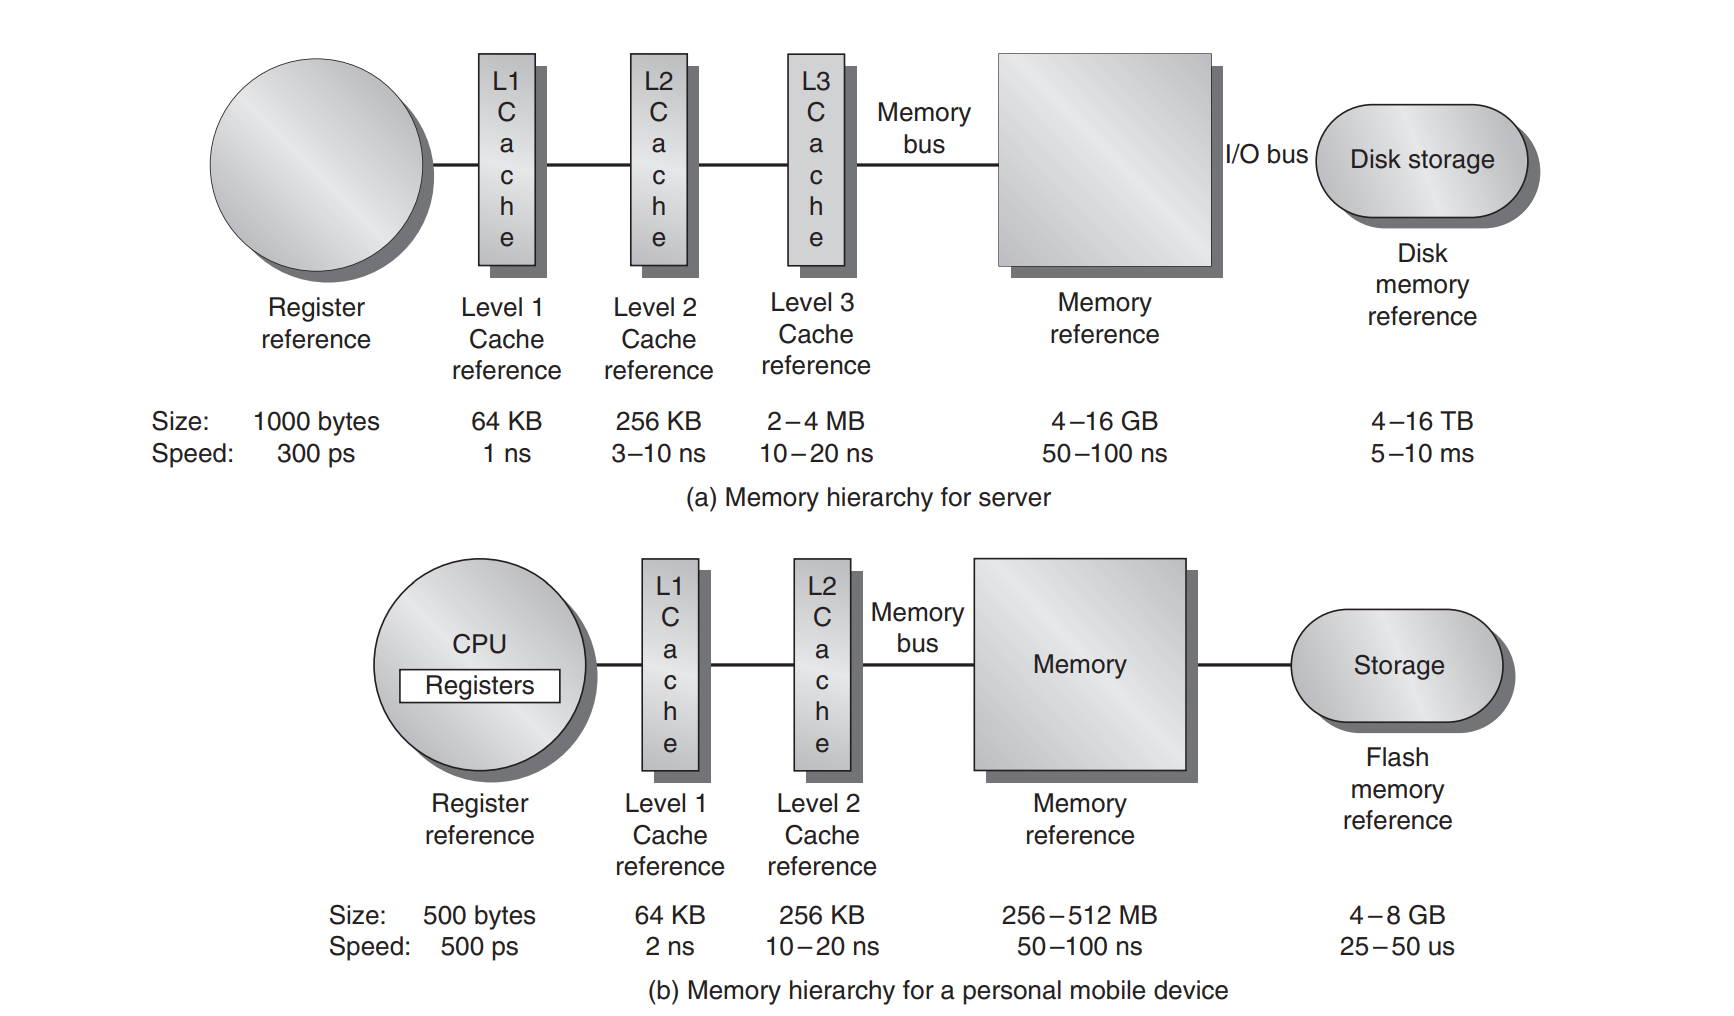 L1
C
a
c
h
e
L2
C
a
c
h
e
L3
C
a
c
h
e
Memory
bus
I/O bus
Disk storage
Register
reference
Level 1
Cache
reference
Level 2
Cache
reference
Level 3
Cache
reference
Memory
reference
Disk
memory
reference
Size: 1000 bytes 64 KB 256 KB 2–4 MB 4–16 GB 4–16 TB
Speed: 300 ps 1 ns 3–10 ns 10–20 ns 50–100 ns 5–10 ms
(a) Memory hierarchy for server
CPU
Registers
L1
C
a
c
h
e
L2
C
a
c
h
e
Memory
bus
Memory
Storage
Register
reference
Level 1
Cache
reference
Level 2
Cache
reference
Memory
reference
Flash
memory
reference
Size: 500 bytes 64 KB 256 KB 256–512 MB 4–8 GB
Speed: 500 ps 2 ns 10–20 ns 50–100 ns 25–50 us
(b) Memory hierarchy for a personal mobile device